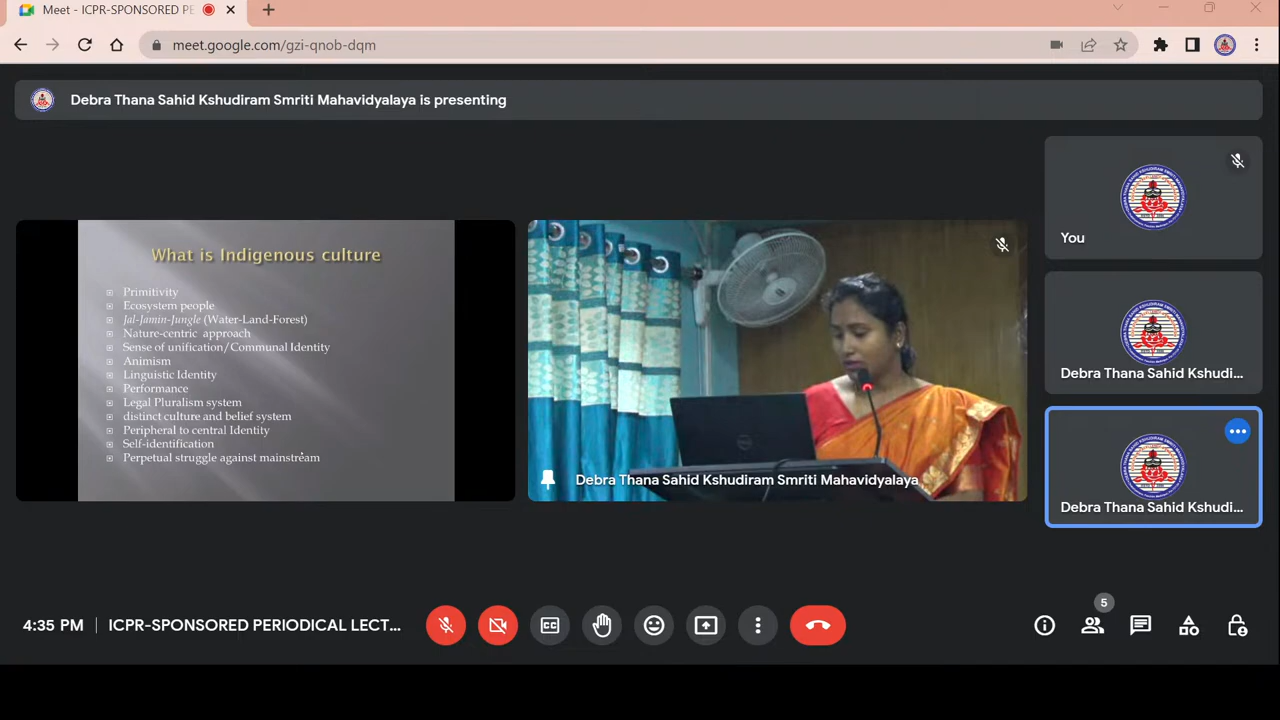 Meet - ICPR-SPONSORED PE
meet.google.com/gzi-qnob-dqm
Debra Thana Sahid Kshudiram Smriti Mahavidyalaya is presenting
What is Indigenous culture
Primitivity
Ecosystem people
Jal-Jamin-Jungle (Water-Land-Forest)
Nature-centric approach
Sense of unification/Communal Identity
Animism
Linguistic Identity
Performance
Legal Pluralism system
distinct culture and belief system
Peripheral to central Identity
Self-identification
Perpetual struggle against mainstream
Debra Thana Sahid Kshudiram Smriti Mahavidyalaya
You
Debra Thana Sahid Kshudi...
Debra Thana Sahid Kshudi...
4:35 PM | ICPR-SPONSORED PERIODICAL LECT...
CC
5